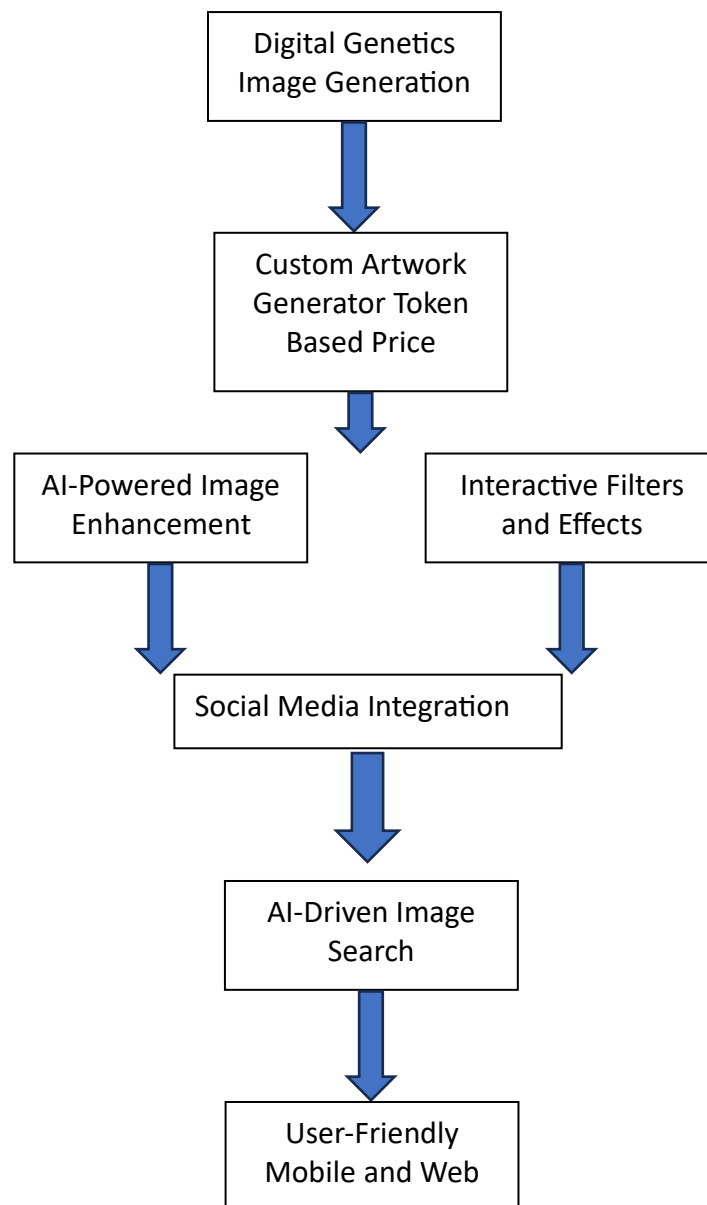 Digital Genetics
Image Generation
Custom Artwork
Generator Token
Based Price
AI-Powered Image
Enhancement
Interactive Filters
and Effects
Social Media Integration
AI-Driven Image
Search
User-Friendly
Mobile and Web